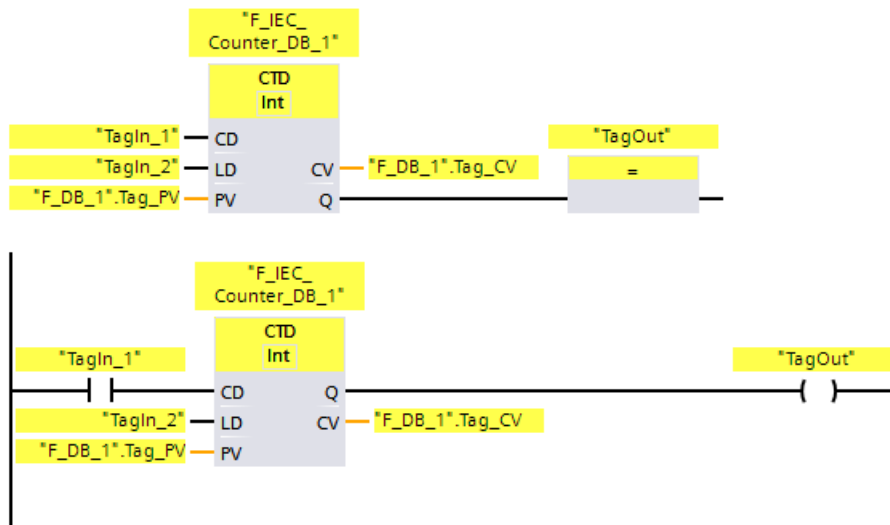 "F_IEC_
Counter_DB_1"
CTD
Int
"TagIn_1" CD
"TagIn_2" LD CV "F_DB_1".Tag_CV
"F_DB_1".Tag_PV PV Q
"TagOut"
=
"F_IEC_
Counter_DB_1"
CTD
Int
"TagIn_1"
"TagOut"
CD Q
"TagIn_2" LD CV "F_DB_1".Tag_CV
"F_DB_1".Tag_PV PV